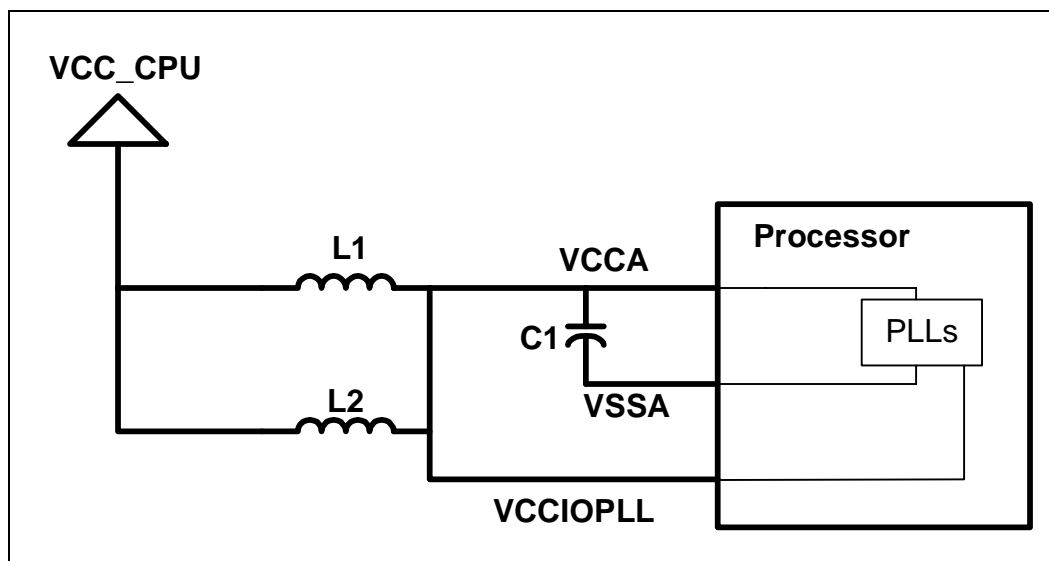 VCC_CPU
L1
VCCA
Processor
C1
PLLs
L2
VSSA
VCCIOPLL